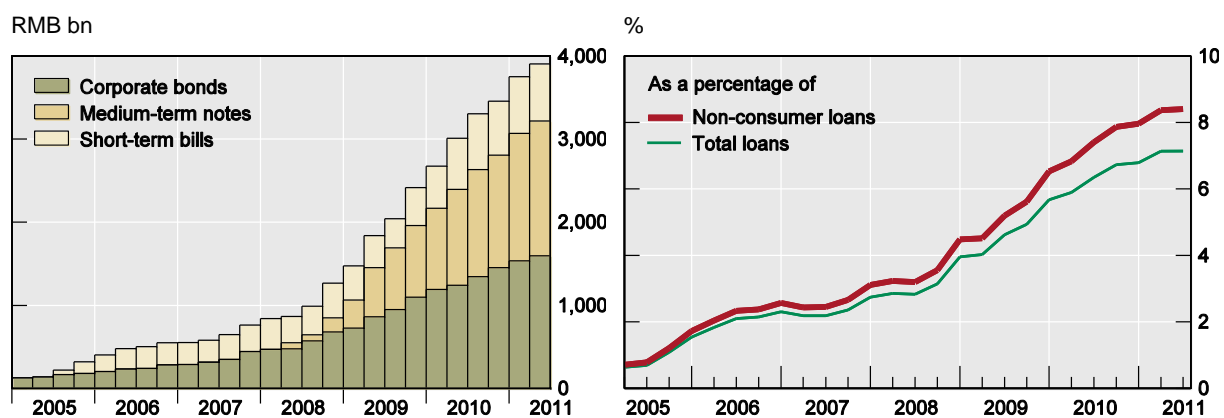 RMB bn
Corporate bonds
Medium-term notes
Short-term bills
4,000
3,000
2,000
1,000
0
2005 2006 2007 2008 2009 2010 2011
%
As a percentage of
Non-consumer loans
Total loans
10
8
6
4
2
0
2005 2006 2007 2008 2009 2010 2011